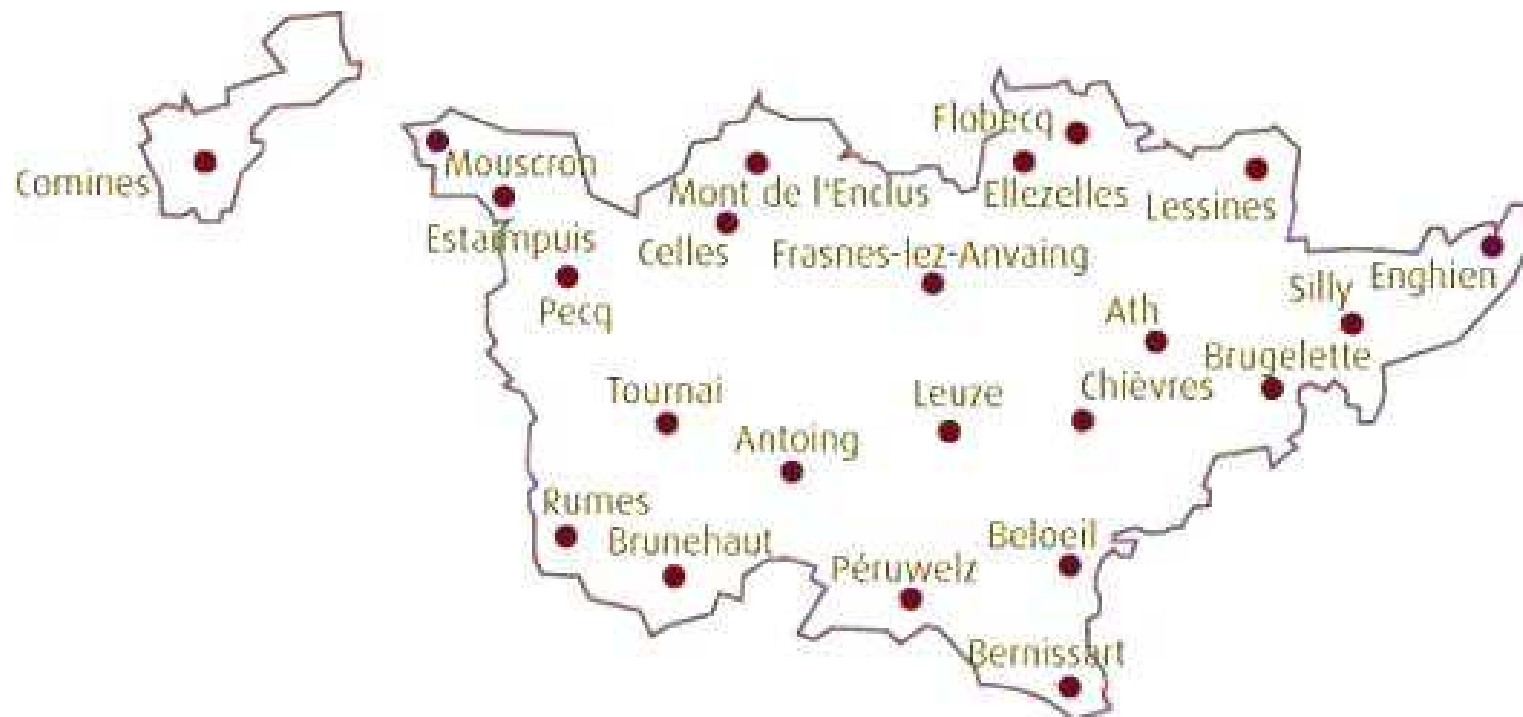 Flobecq
Mouscron
Comines
Mont de l'Enclus
Ellezelles
Lessines
Estaimpuis
Celles
Frasnes-lez-Anvaing
Enghien
Silly
Pecq
Ath
Brugelette
Tournai
Leuze
Chièvres
Antoing
Rumes
Brunehaut
Beloeil
Péruwelz
Bernissart